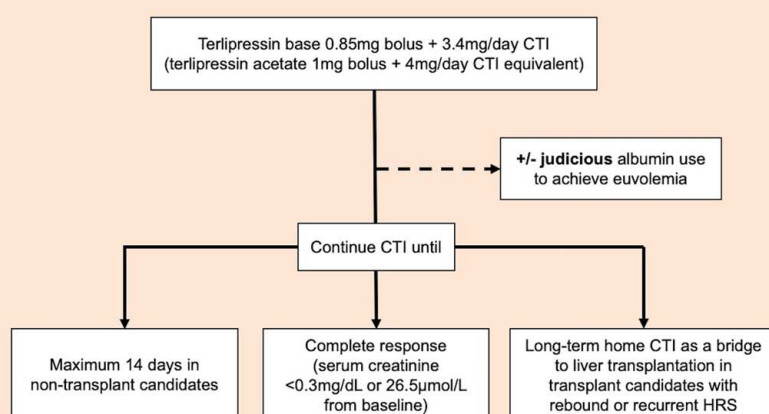 Terlipressin base 0.85mg bolus + 3.4mg/day CTI
(terlipressin acetate 1mg bolus + 4mg/day CTI equivalent)
+/- judicious albumin use
to achieve euvolemia
Continue CTI until
Maximum 14 days in
non-transplant candidates
Complete response
(serum creatinine
<0.3mg/dL or 26.5μmol/L
from baseline)
Long-term home CTI as a bridge
to liver transplantation in
transplant candidates with
rebound or recurrent HRS